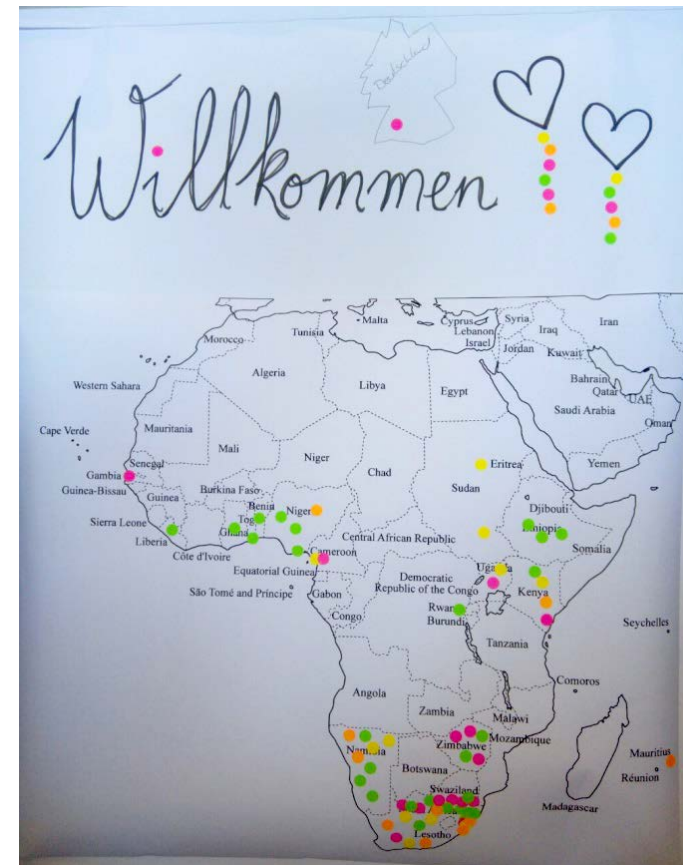 Deutschland
Willkommen
Malta
Cyprus
Syria
Lebanon
Iraq
Iran
Morocco
Tunisia
Israel
Jordan
Kuwait
Algeria
Libya
Egypt
Bahrain
Qatar
UAE
Western Sahara
Saudi Arabia
Oman
Cape Verde
Mauritania
Mali
Niger
Chad
Sudan
Eritrea
Yemen
Senegal
Gambia
Guinea-Bissau
Guinea
Burkina Faso
Benin
Niger
Djibouti
Sierra Leone
Tog
Ghana
Ethiopia
Liberia
Côte d'Ivoire
Cameroon
Central African Republic
Somalia
Equatorial Guinea
Uganda
São Tomé and Príncipe
Gabon
Democratic
Republic of the Congo
Kenya
Congo
Rwan
Burundi
Seychelles
Tanzania
Angola
Comoros
Zambia
Malawi
Namibia
Zimbabwe
Mozambique
Mauritius
Botswana
Réunion
Swaziland
Madagascar
Lesotho